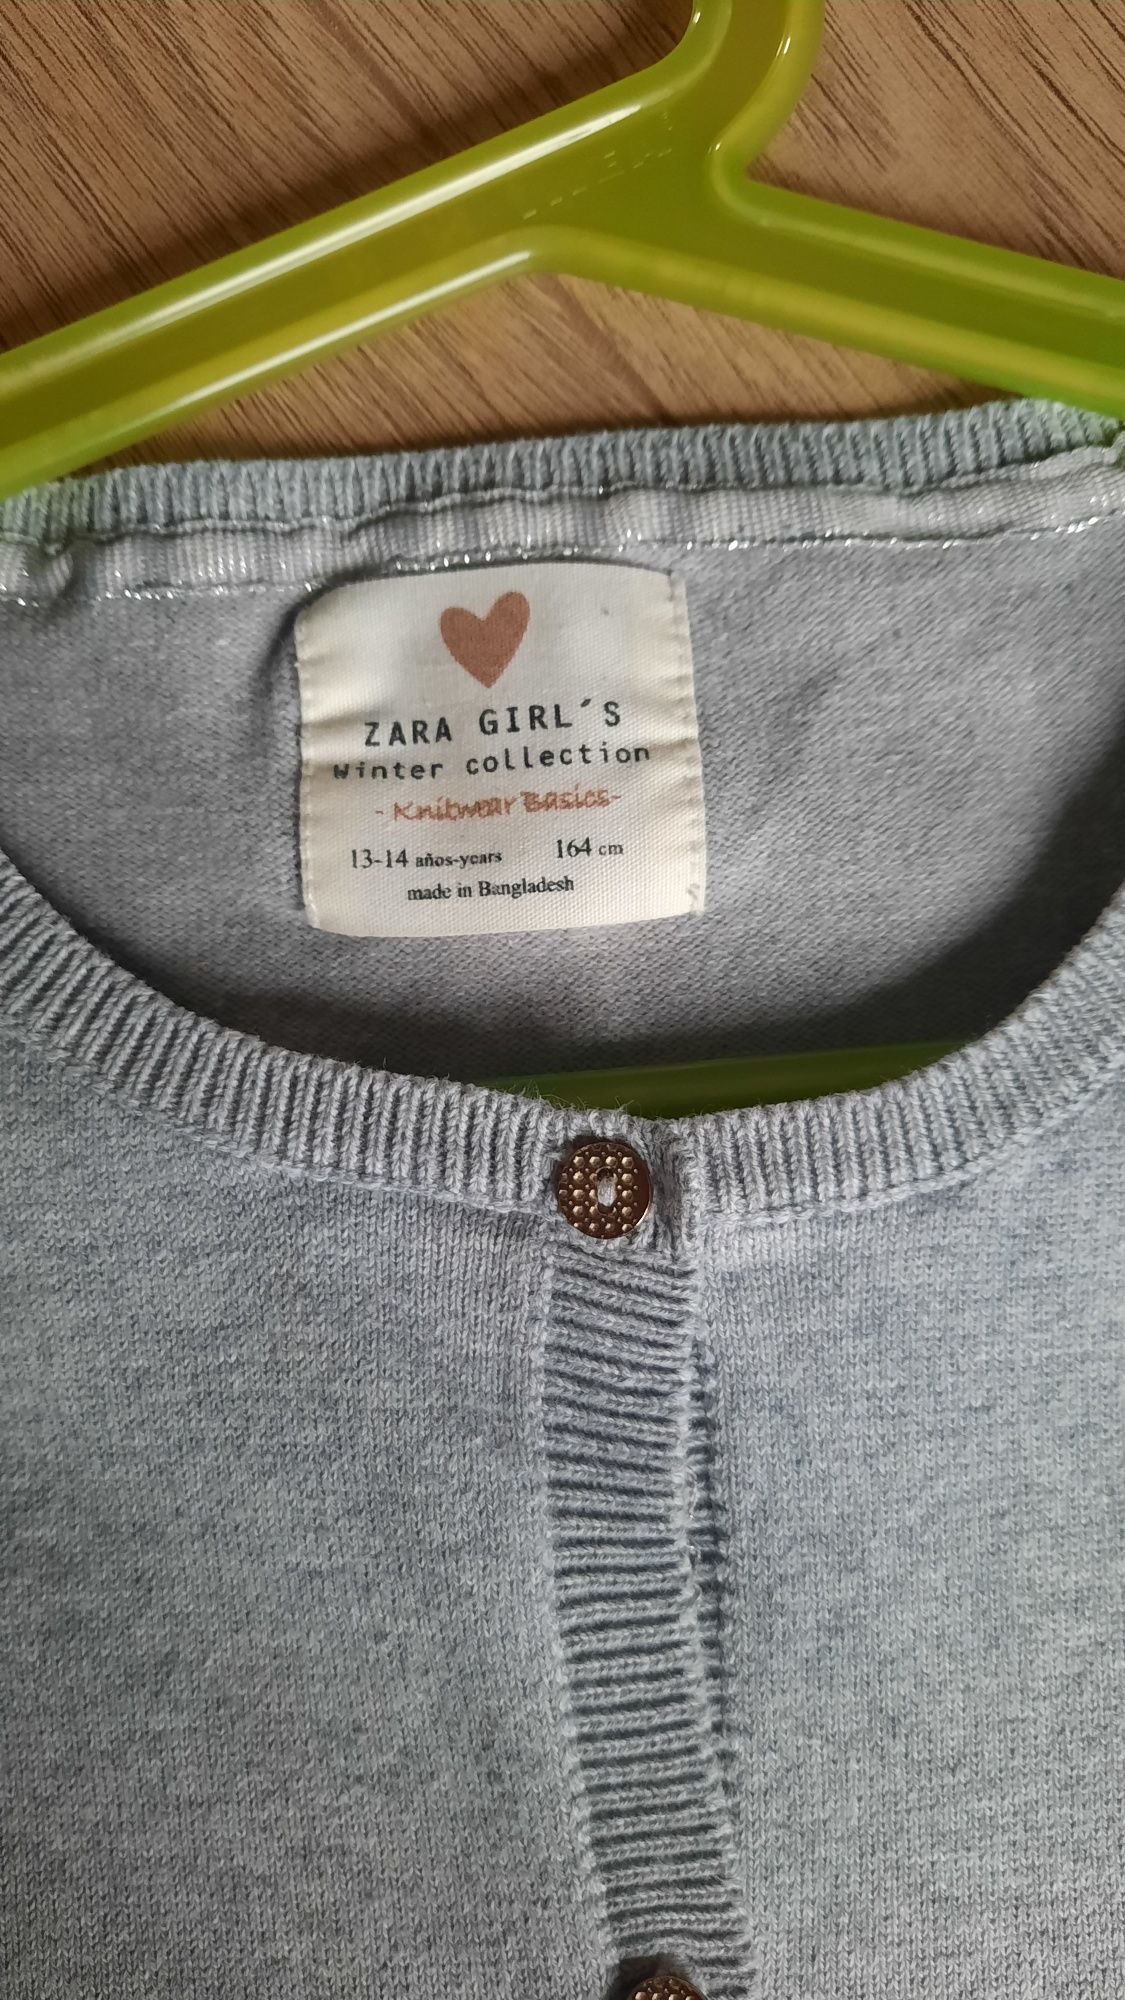 ZARA GIRL´S
Winter collection
- Knitwear Basics -
13-14 años-years 164 cm
made in Bangladesh